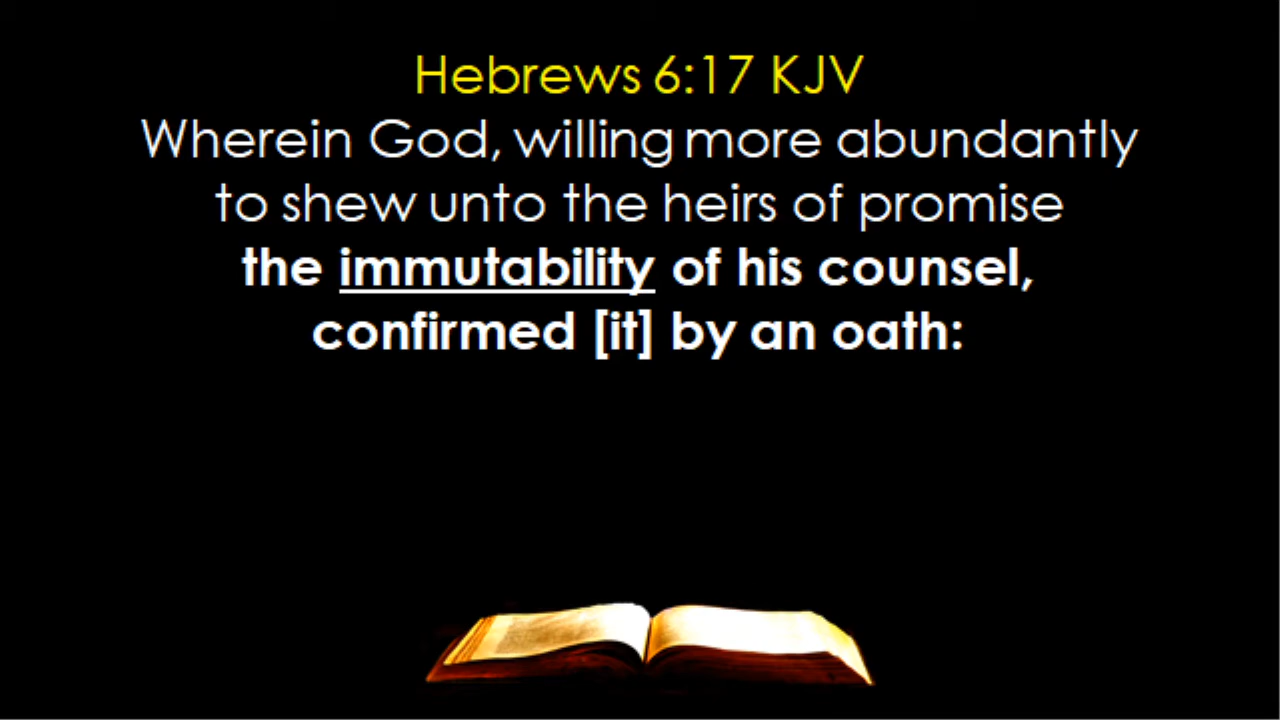 Hebrews 6:17 KJV
Wherein God, willing more abundantly
to shew unto the heirs of promise
the immutability of his counsel,
confirmed [it] by an oath: